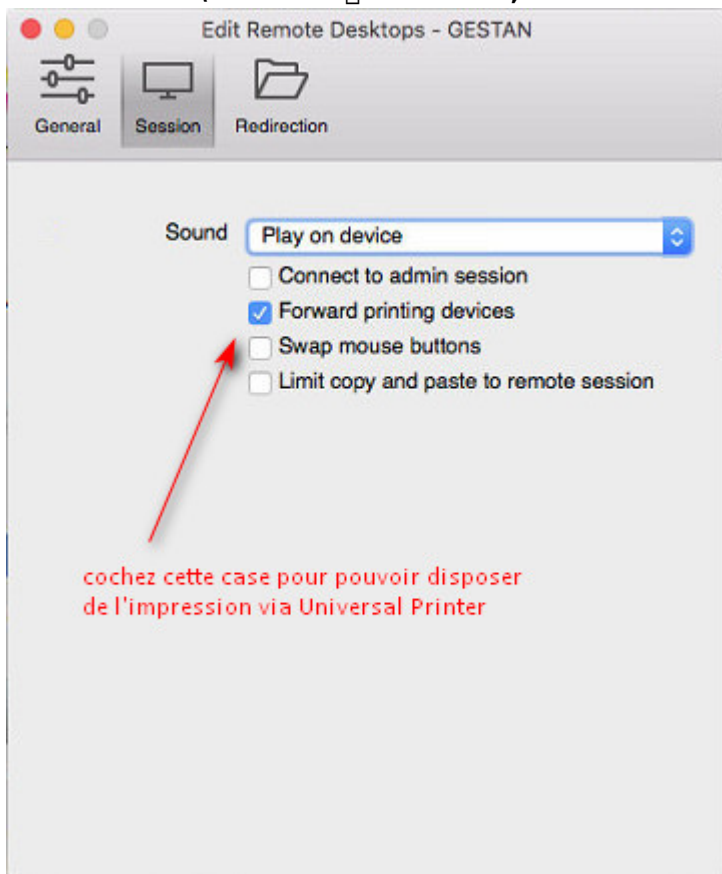 Edit Remote Desktops - GESTAN
General Session Redirection
Sound Play on device
Connect to admin session
Forward printing devices
Swap mouse buttons
Limit copy and paste to remote session
cochez cette case pour pouvoir disposer
de l'impression via Universal Printer